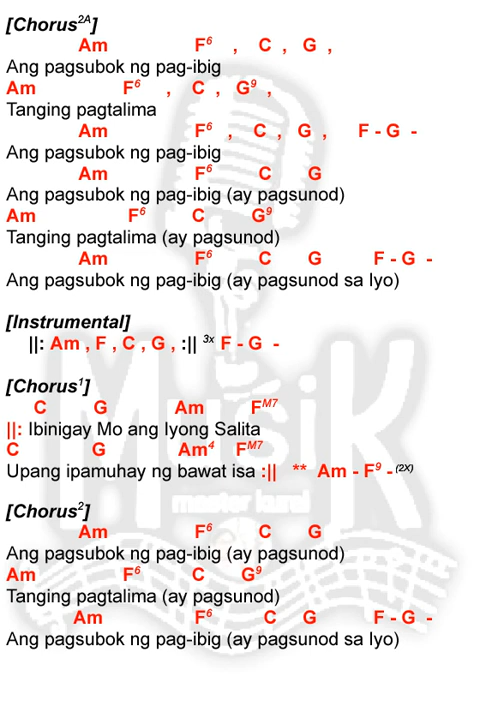 [Chorus2A]
Am F6 , C , G ,
Ang pagsubok ng pag-ibig
Am F6 , C , G9 ,
Tanging pagtalima
Am F6 , C , G , F - G -
Ang pagsubok ng pag-ibig
Am F6 C G
Ang pagsubok ng pag-ibig (ay pagsunod)
Am F6 C G9
Tanging pagtalima (ay pagsunod)
Am F6 C G F - G -
Ang pagsubok ng pag-ibig (ay pagsunod sa Iyo)
[Instrumental]
||: Am , F , C , G , :|| 3x F - G -
[Chorus1]
C G Am FM7
||: Ibinigay Mo ang Iyong Salita
C G Am4 FM7
Upang ipamuhay ng bawat isa :|| ** Am - F9 - (2X)
[Chorus2]
Am F6 C G
Ang pagsubok ng pag-ibig (ay pagsunod)
Am F6 C G9
Tanging pagtalima (ay pagsunod)
Am F6 C G F - G -
Ang pagsubok ng pag-ibig (ay pagsunod sa Iyo)
MusiK